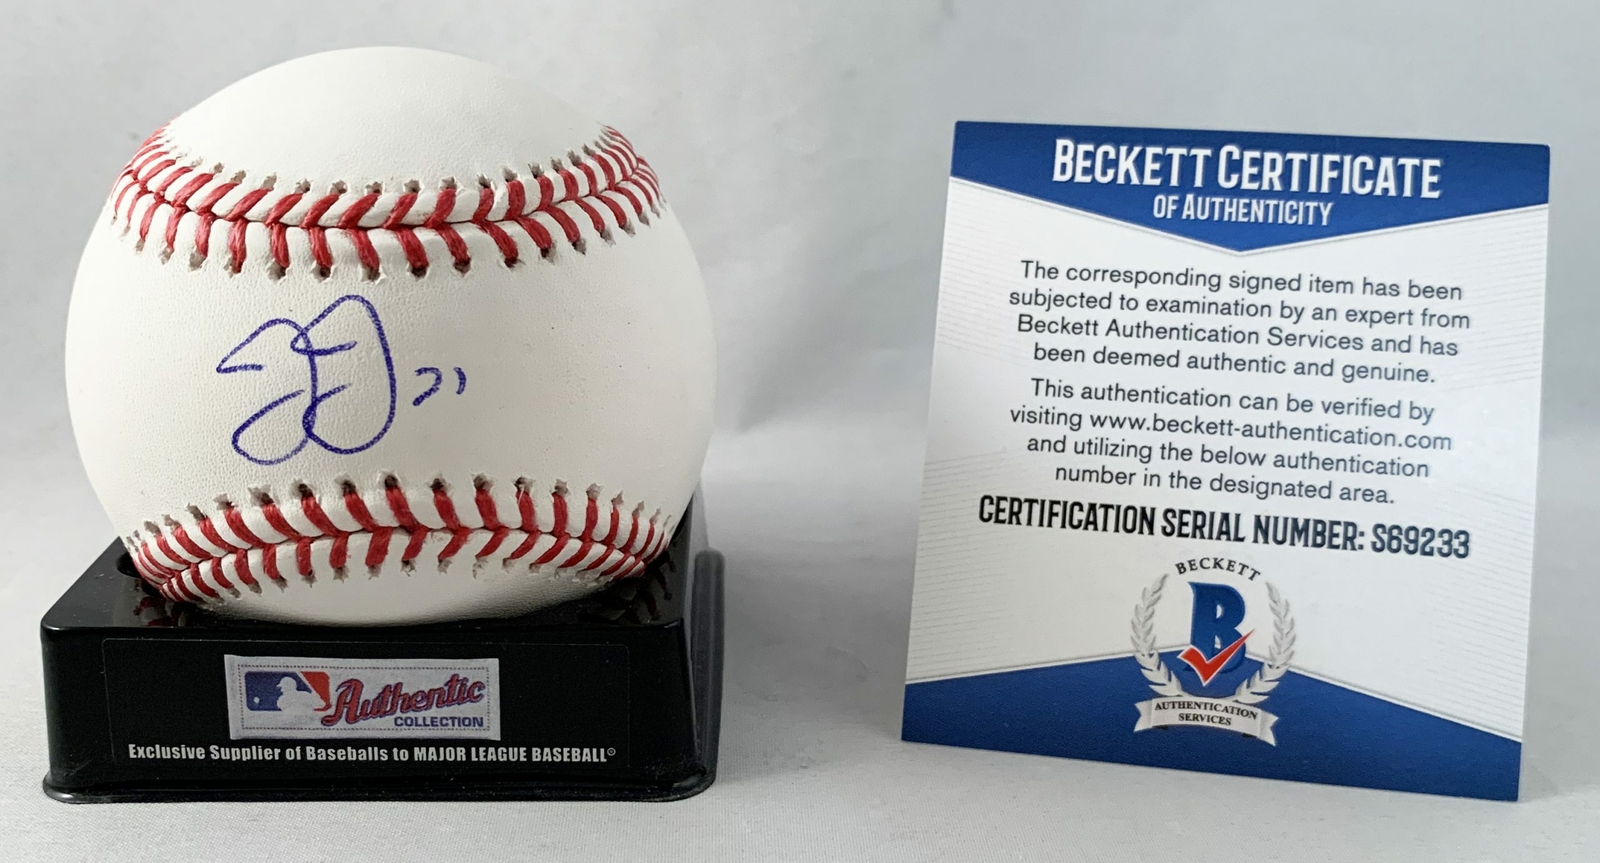 Authentic
COLLECTION
Exclusive Supplier of Baseballs to MAJOR LEAGUE BASEBALL®
BECKETT CERTIFICATE
OF AUTHENTICITY
The corresponding signed item has been
subjected to examination by an expert from
Beckett Authentication Services and has
been deemed authentic and genuine.
This authentication can be verified by
visiting www.beckett-authentication.com
and utilizing the below authentication
number in the designated area.
CERTIFICATION SERIAL NUMBER: S69233
BECKETT
B
AUTHENTICATION
SERVICES